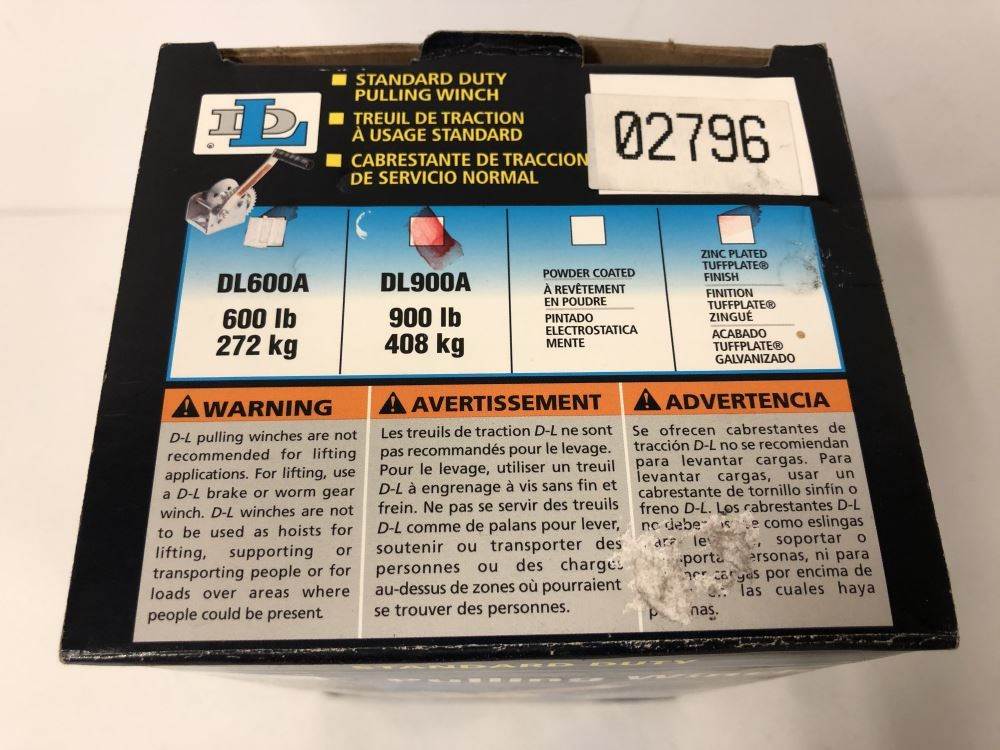 DL
STANDARD DUTY
PULLING WINCH
TREUIL DE TRACTION
À USAGE STANDARD
CABRESTANTE DE TRACCION
DE SERVICIO NORMAL
02796
DL600A
600 lb
272 kg
DL900A
900 lb
408 kg
POWDER COATED
À REVÊTEMENT
EN POUDRE
PINTADO
ELECTROSTATICA
MENTE
ZINC PLATED
TUFFPLATE®
FINISH
FINITION
TUFFPLATE®
ZINGUÉ
ACABADO
TUFFPLATE®
GALVANIZADO
WARNING
D-L pulling winches are not
recommended for lifting
applications. For lifting, use
a D-L brake or worm gear
winch. D-L winches are not
to be used as hoists for
lifting, supporting or
transporting people or for
loads over areas where
people could be present.
AVERTISSEMENT
Les treuils de traction D-L ne sont
pas recommandés pour le levage.
Pour le levage, utiliser un treuil
D-L à engrenage à vis sans fin et
frein. Ne pas se servir des treuils
D-L comme de palans pour lever,
soutenir ou transporter des
personnes ou des charges
au-dessus de zones où pourraient
se trouver des personnes.
ADVERTENCIA
Se ofrecen cabrestantes de
tracción D-L no se recomiendan
para levantar cargas. Para
levantar cargas, usar un
cabrestante de tornillo sinfín o
freno D-L. Los cabrestantes D-L
no como eslingas
soportar o
ni para
cargas por encima de
las cuales haya
STANDARD DUTY
Pulling